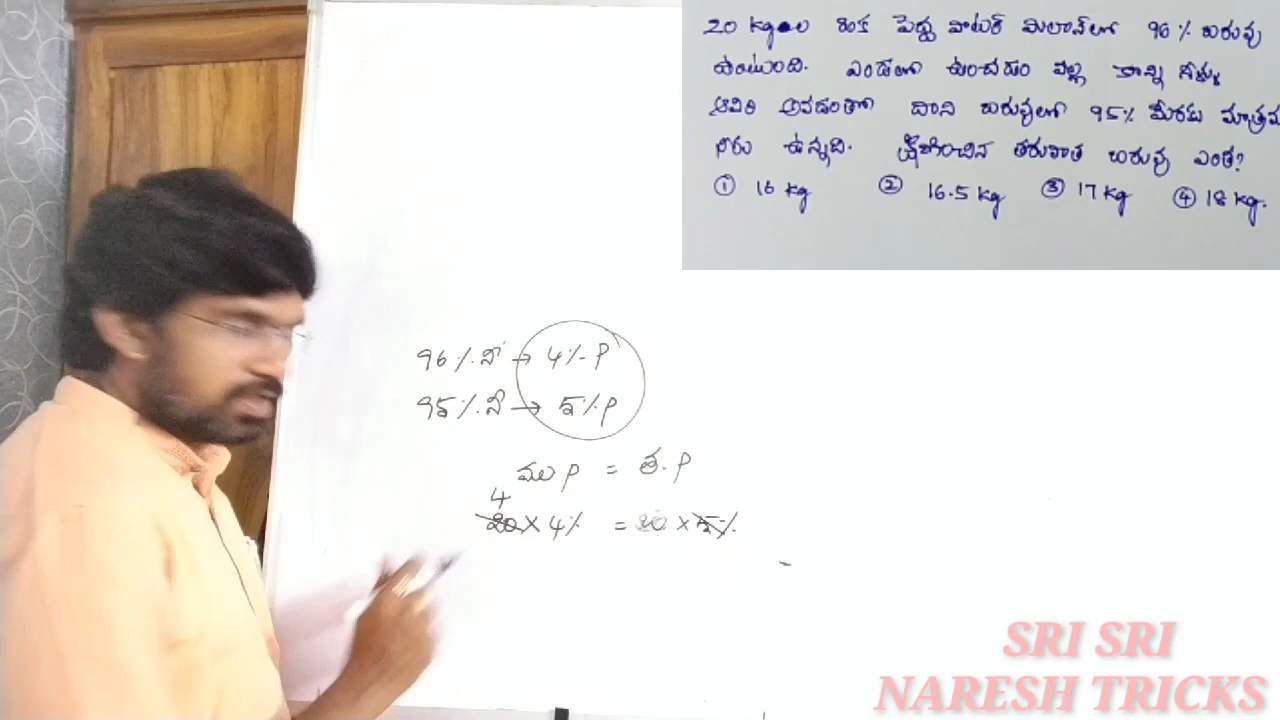 20 kgల ఒక పెద్ద వాటర్ మిలాన్‌లో 96 % బరువు
ఉంటుంది. ఎండలో ఉంచడం వల్ల కొన్ని నీళ్ళు
ఆవిరి అవడంతో దాని బరువులో 95% మేరకు మాత్రమే
నీరు ఉన్నది. క్షీణించిన తరువాత బరువు ఎంత?
① 16 kg ② 16.5 kg ③ 17 kg ④ 18 kg.
96 %. నీ → 4%. P
95 %. నీ → 5%. P
P = త. P
4
20 × 4% = 20 × 5%
SRI SRI
NARESH TRICKS